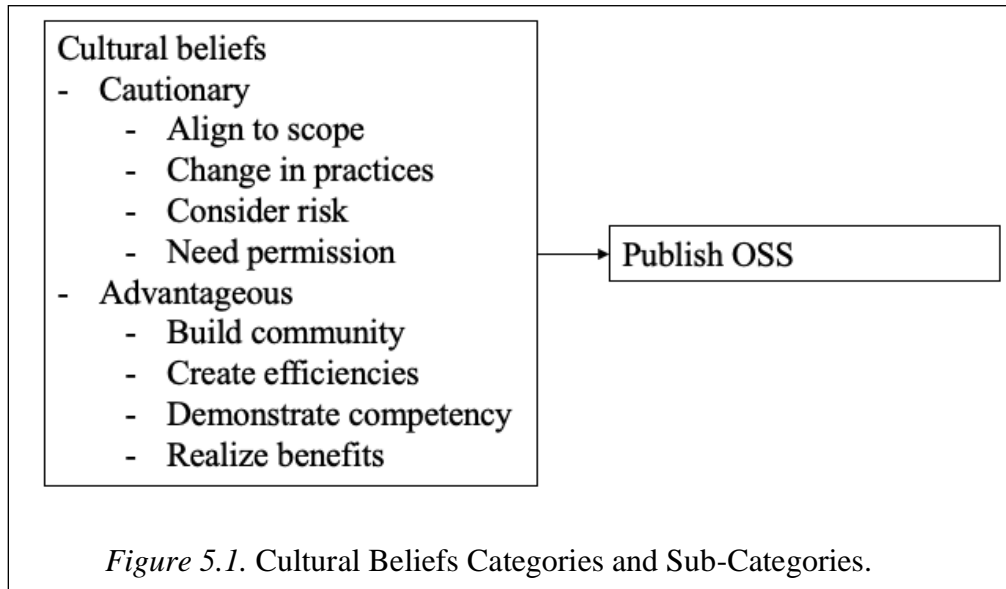 Cultural beliefs
- Cautionary
- Align to scope
- Change in practices
- Consider risk
- Need permission
- Advantageous
- Build community
- Create efficiencies
- Demonstrate competency
- Realize benefits
Publish OSS
Figure 5.1. Cultural Beliefs Categories and Sub-Categories.